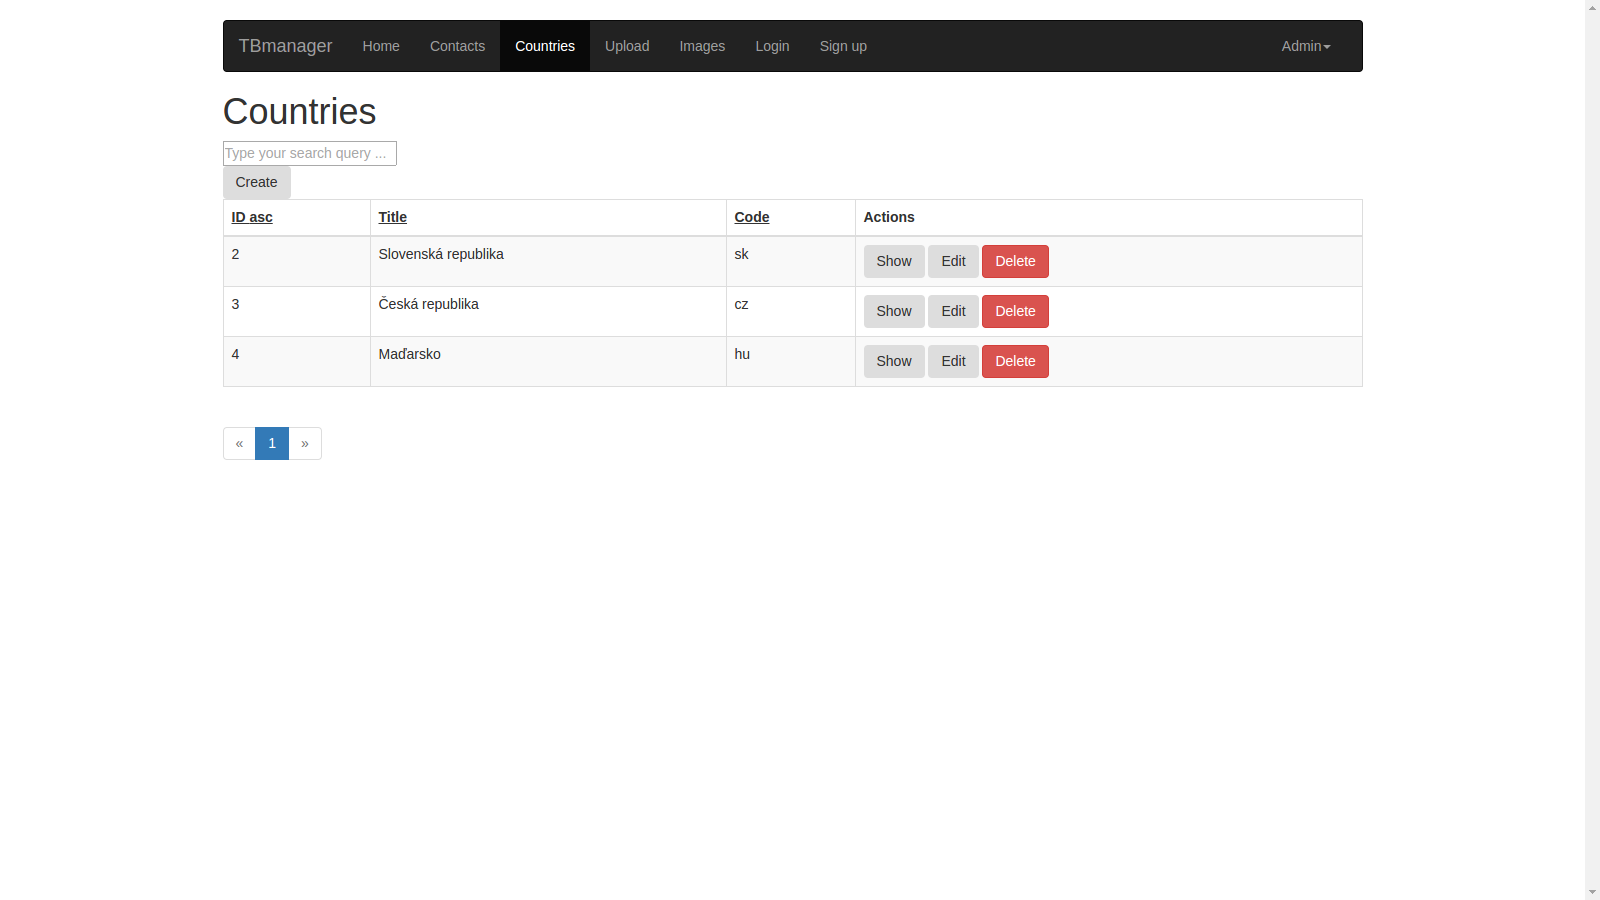 TBmanager Home Contacts Countries Upload Images Login Sign up Admin
Countries
Type your search query ...
Create
ID asc Title Code Actions
2 Slovenská republika sk Show Edit Delete
3 Česká republika cz Show Edit Delete
4 Maďarsko hu Show Edit Delete
« 1 »